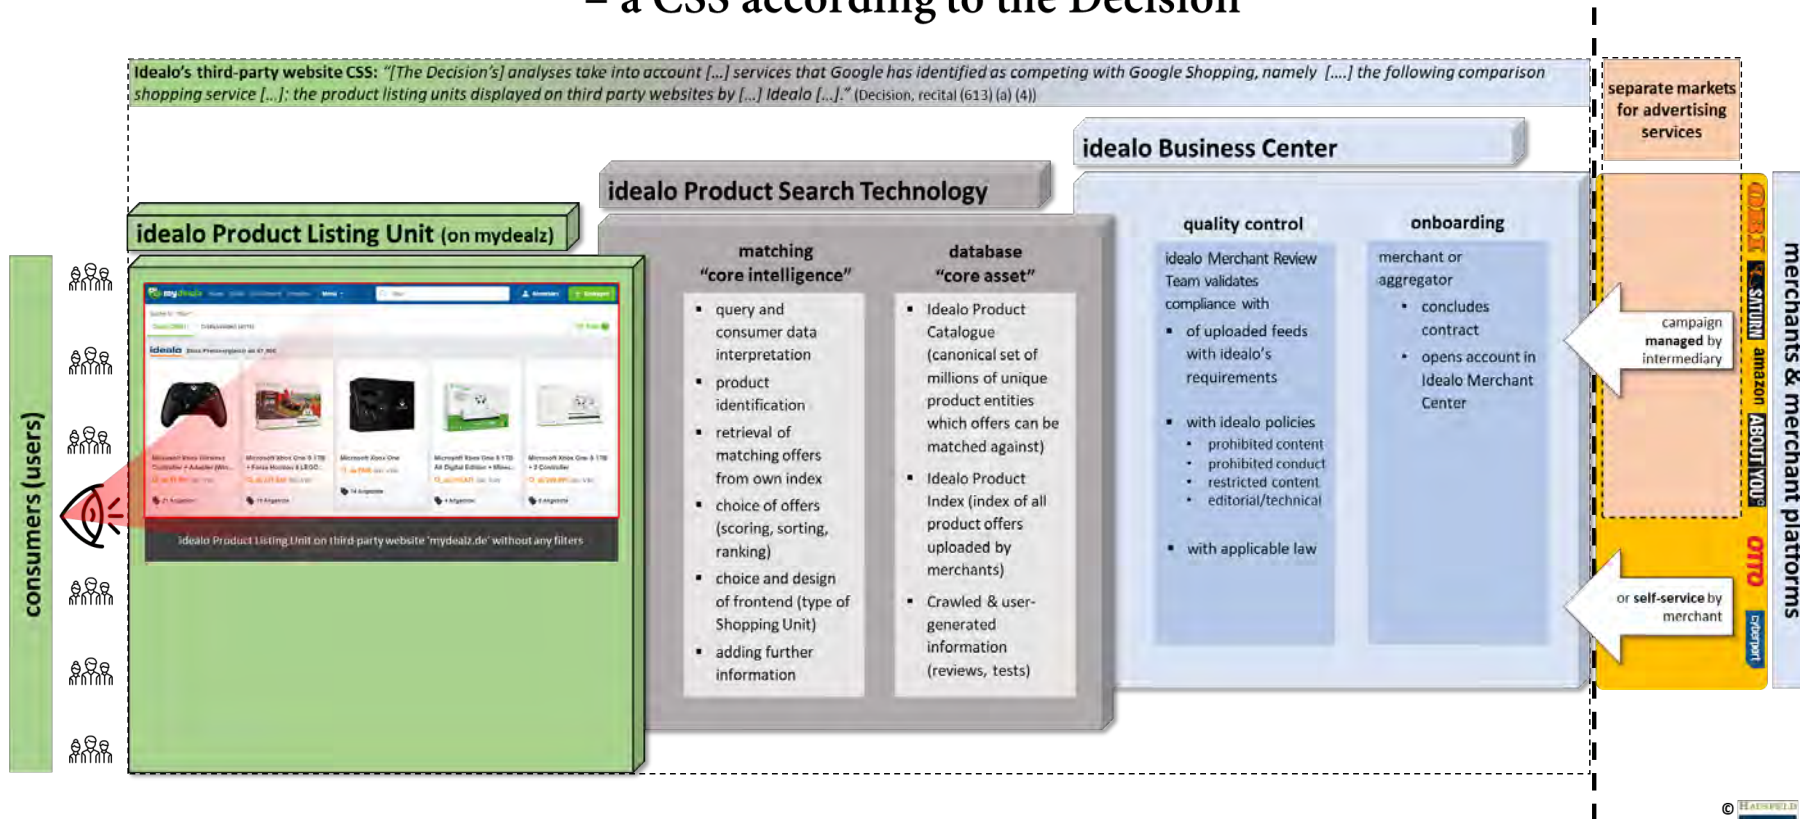 – a CSS according to the Decision
Idealo's third-party website CSS: “[The Decision's] analyses take into account [...] services that Google has identified as competing with Google Shopping, namely [....] the following comparison
shopping service [...]: the product listing units displayed on third party websites by [...] Idealo [...].” (Decision, recital (613) (a) (4))
separate markets
for advertising
services
idealo Business Center
idealo Product Search Technology
idealo Product Listing Unit (on mydealz)
consumers (users)
mydealz
idealo
Microsoft Xbox One
idealo Product Listing Unit on third-party website 'mydealz.de' without any filters
matching
“core intelligence”
▪ query and
consumer data
interpretation
▪ product
identification
▪ retrieval of
matching offers
from own index
▪ choice of offers
(scoring, sorting,
ranking)
▪ choice and design
of frontend (type of
Shopping Unit)
▪ adding further
information
database
“core asset”
▪ Idealo Product
Catalogue
(canonical set of
millions of unique
product entities
which offers can be
matched against)
▪ Idealo Product
Index (index of all
product offers
uploaded by
merchants)
▪ Crawled & user-
generated
information
(reviews, tests)
quality control
idealo Merchant Review
Team validates
compliance with
▪ of uploaded feeds
with idealo's
requirements
▪ with idealo policies
• prohibited content
• prohibited conduct
• restricted content
• editorial/technical
▪ with applicable law
onboarding
merchant or
aggregator
• concludes
contract
• opens account in
Idealo Merchant
Center
campaign
managed by
intermediary
or self-service by
merchant
OBI
SATURN
amazon
ABOUT YOU
OTTO
cyberport
merchants & merchant platforms
© HAUSFELD